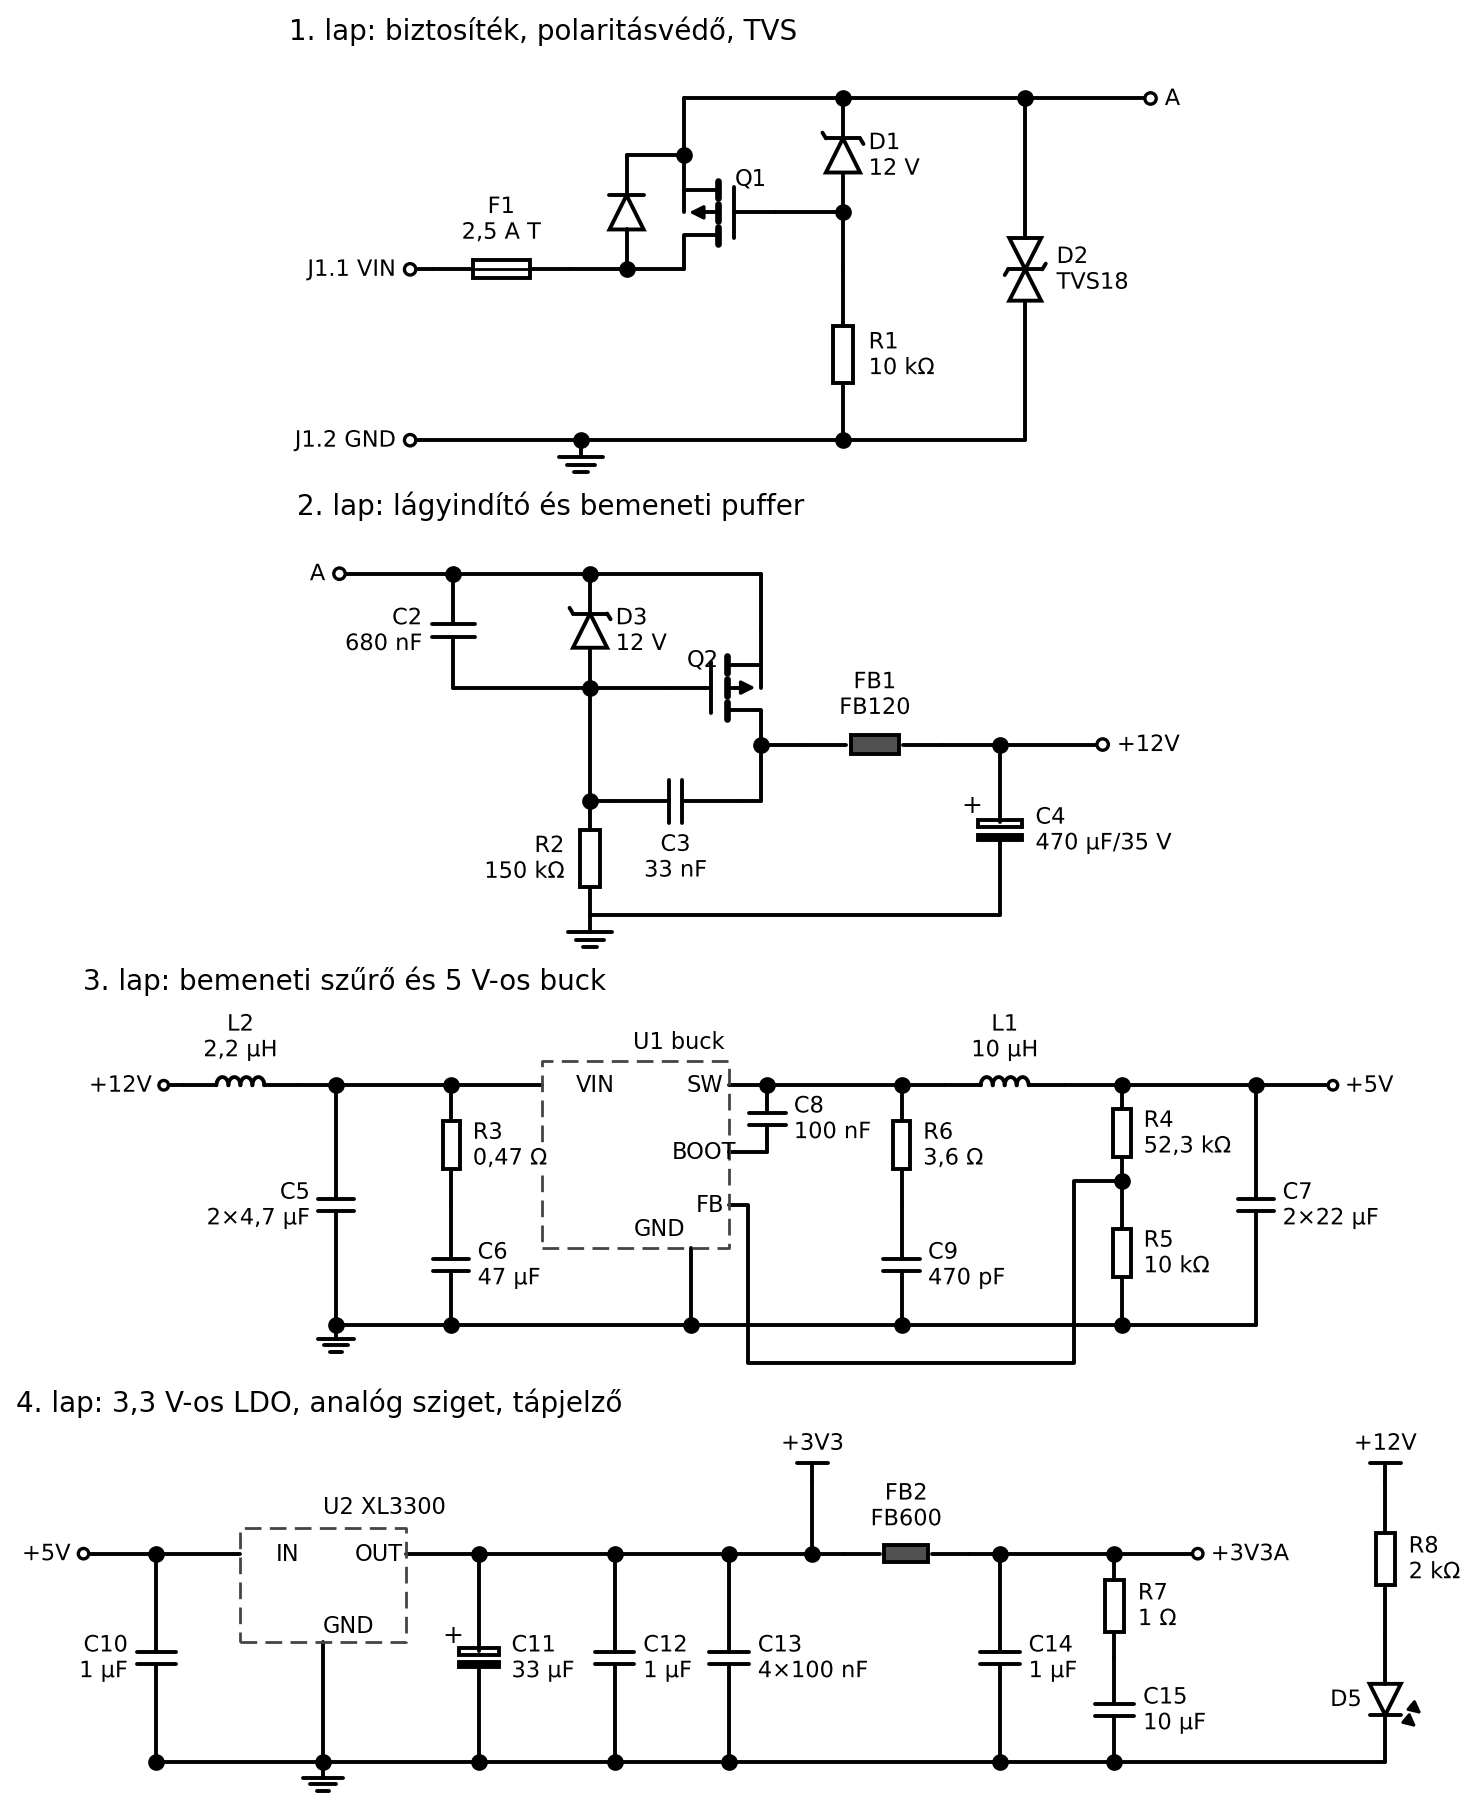 1. lap: biztosíték, polaritásvédő, TVS
A
D1
12 V
Q1
F1
2,5 A T
J1.1 VIN
D2
TVS18
R1
10 kΩ
J1.2 GND
2. lap: lágyindító és bemeneti puffer
A
C2
680 nF
D3
12 V
Q2
FB1
FB120
+12V
+
C4
470 µF/35 V
R2
150 kΩ
C3
33 nF
3. lap: bemeneti szűrő és 5 V-os buck
L2
2,2 µH
U1 buck
L1
10 µH
+12V
VIN
SW
+5V
C8
100 nF
R3
0,47 Ω
BOOT
R6
3,6 Ω
R4
52,3 kΩ
C5
2×4,7 µF
FB
C7
2×22 µF
GND
C6
47 µF
C9
470 pF
R5
10 kΩ
4. lap: 3,3 V-os LDO, analóg sziget, tápjelző
+3V3
+12V
U2 XL3300
FB2
FB600
+5V
IN
OUT
+3V3A
R8
2 kΩ
R7
1 Ω
GND
C10
1 µF
+
C11
33 µF
C12
1 µF
C13
4×100 nF
C14
1 µF
C15
10 µF
D5